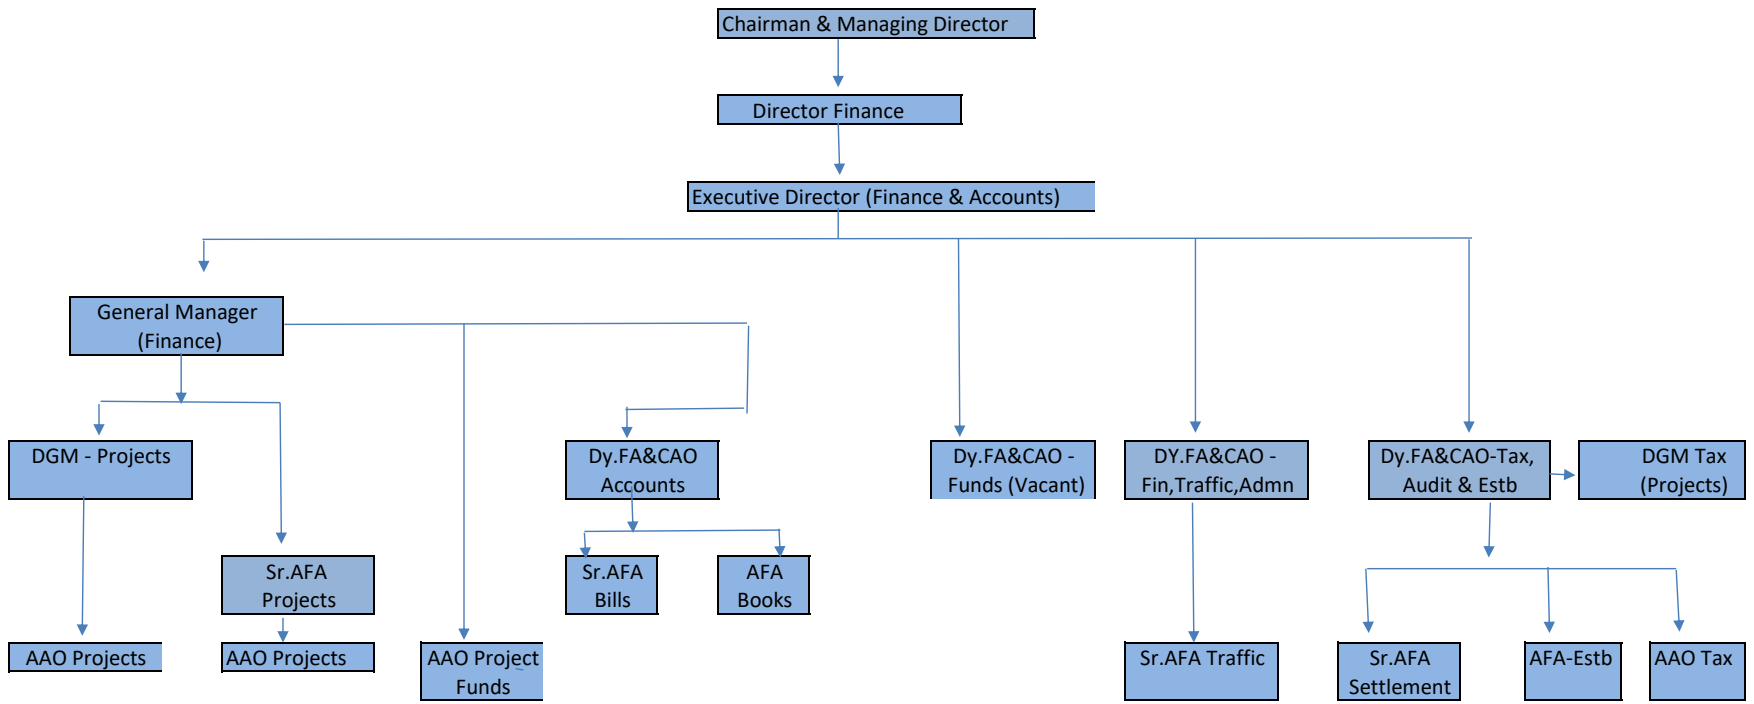 Chairman & Managing Director
Director Finance
Executive Director (Finance & Accounts)
General Manager
(Finance)
DGM - Projects
Dy.FA&CAO
Accounts
Dy.FA&CAO -
Funds (Vacant)
DY.FA&CAO -
Fin,Traffic,Admn
Dy.FA&CAO-Tax,
Audit & Estb
DGM Tax
(Projects)
Sr.AFA
Projects
Sr.AFA
Bills
AFA
Books
AAO Projects
AAO Projects
AAO Project
Funds
Sr.AFA Traffic
Sr.AFA
Settlement
AFA-Estb
AAO Tax